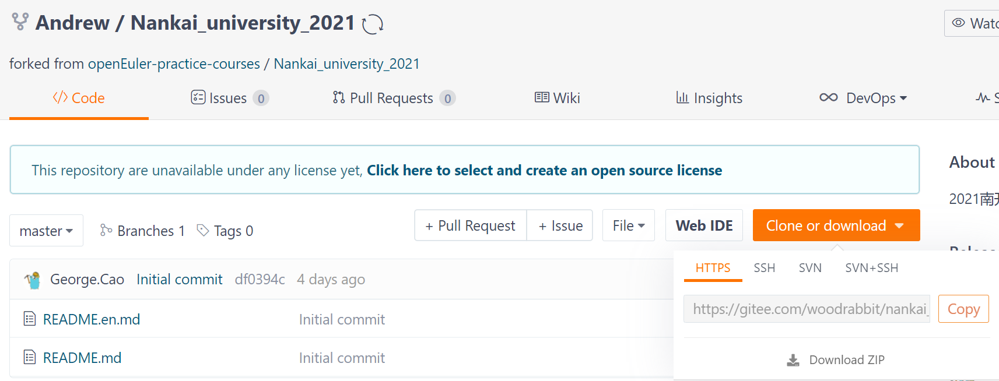 Andrew / Nankai_university_2021
forked from openEuler-practice-courses / Nankai_university_2021
Code Issues 0 Pull Requests 0 Wiki Insights DevOps
This repository are unavailable under any license yet, Click here to select and create an open source license
About
2021南
master Branches 1 Tags 0 + Pull Request + Issue File Web IDE Clone or download
HTTPS SSH SVN SVN+SSH
George.Cao Initial commit df0394c 4 days ago
https://gitee.com/woodrabbit/nankai_ Copy
README.en.md Initial commit
README.md Initial commit
Download ZIP